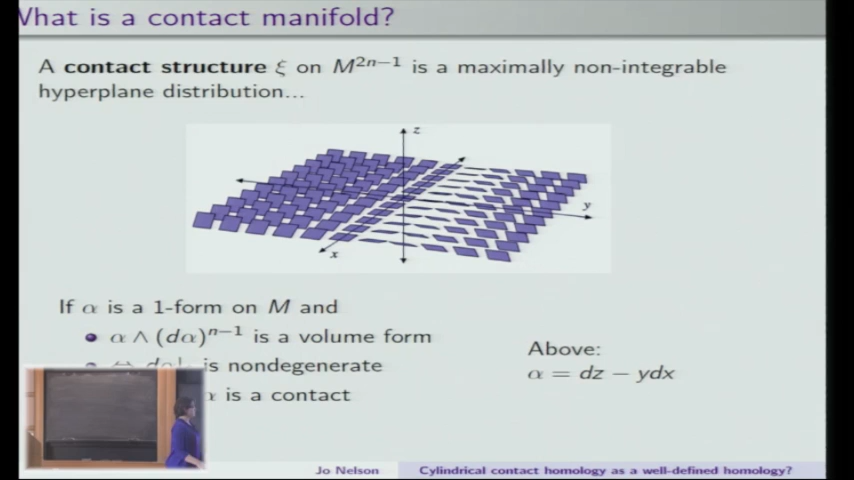 What is a contact manifold?
A contact structure ξ on M²ⁿ⁻¹ is a maximally non-integrable
hyperplane distribution...
z
y
x
If α is a 1-form on M and
α ∧ (dα)ⁿ⁻¹ is a volume form
is nondegenerate
α is a contact
Above:
α = dz − ydx
Jo Nelson
Cylindrical contact homology as a well-defined homology?